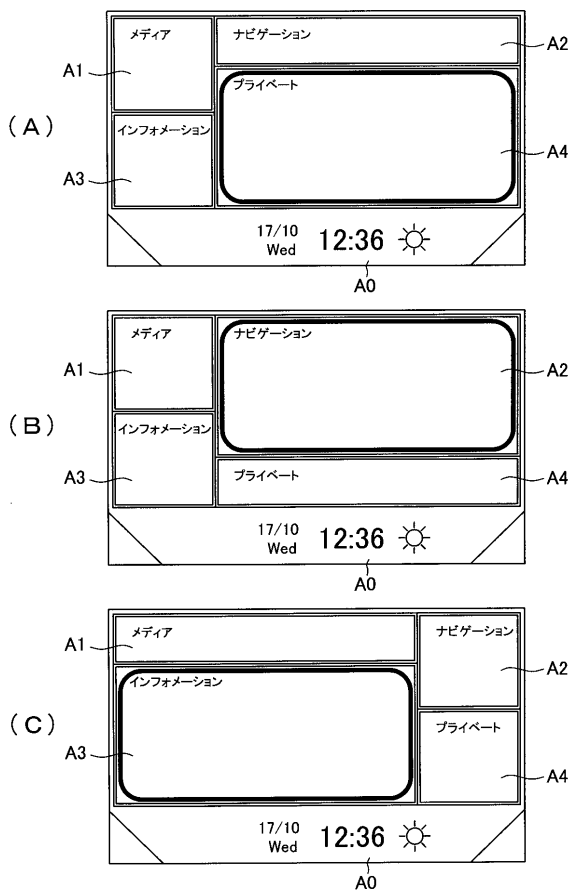 メディア
ナビゲーション
A1
A2
プライベート
(A)
インフォメーション
A3
A4
17/10
Wed
12:36
A0
メディア
ナビゲーション
A1
A2
(B)
インフォメーション
A3
プライベート
A4
17/10
Wed
12:36
A0
メディア
ナビゲーション
A1
A2
インフォメーション
(C)
プライベート
A3
A4
17/10
Wed
12:36
A0